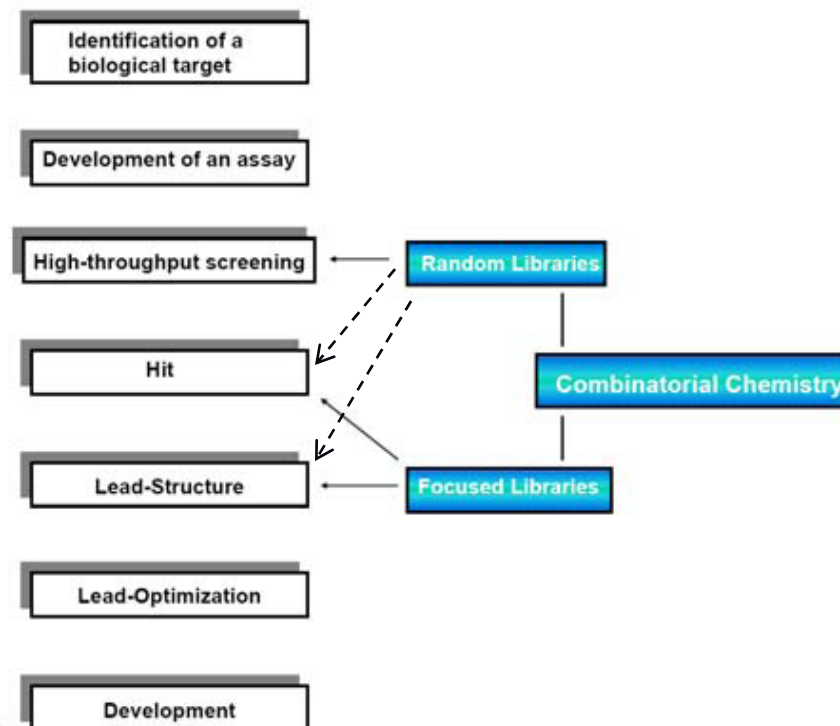 Identification of a
biological target
Development of an assay
High-throughput screening
Random Libraries
Hit
Combinatorial Chemistry
Lead-Structure
Focused Libraries
Lead-Optimization
Development